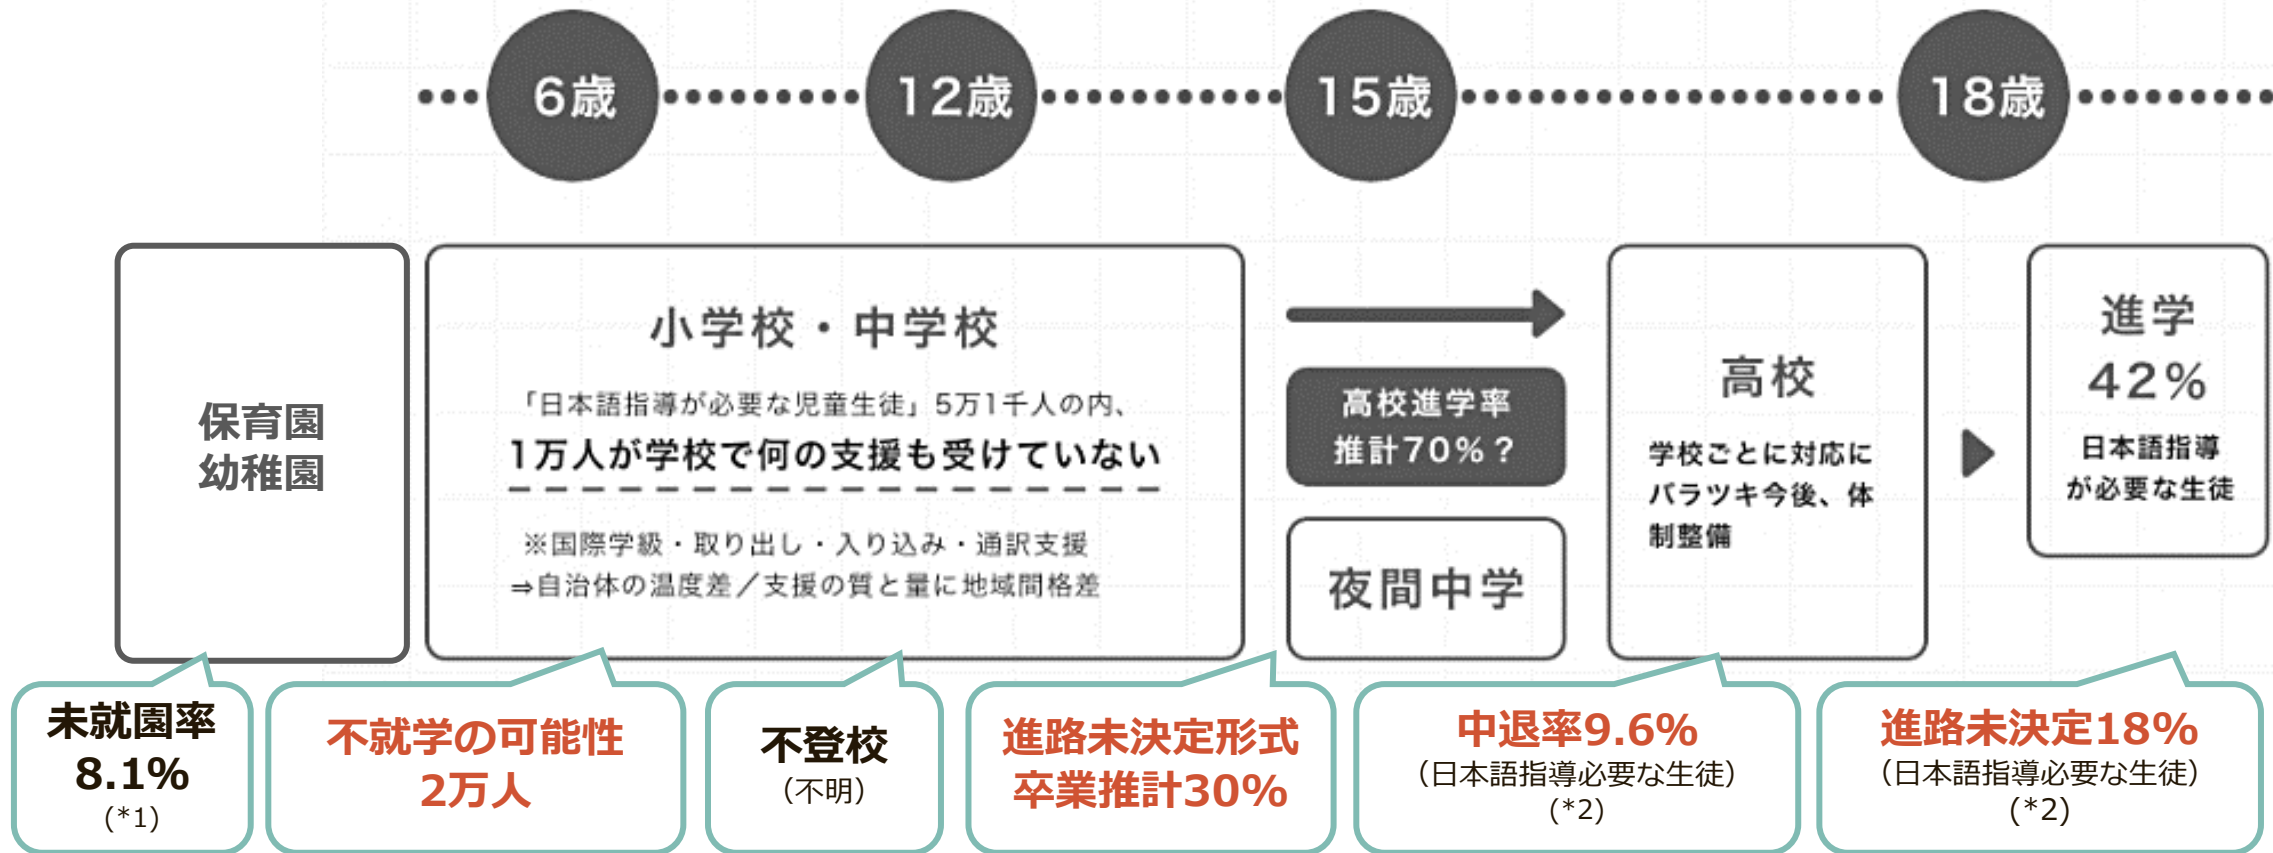 6歳
12歳
15歳
18歳
保育園
幼稚園
小学校・中学校
「日本語指導が必要な児童生徒」5万1千人の内、
1万人が学校で何の支援も受けていない
※国際学級・取り出し・入り込み・通訳支援
⇒自治体の温度差／支援の質と量に地域間格差
高校進学率
推計70%？
夜間中学
高校
学校ごとに対応に
バラツキ今後、体
制整備
進学
42%
日本語指導
が必要な生徒
未就園率
8.1%
(*1)
不就学の可能性
2万人
不登校
（不明）
進路未決定形式
卒業推計30%
中退率9.6%
（日本語指導必要な生徒）
(*2)
進路未決定18%
（日本語指導必要な生徒）
(*2)